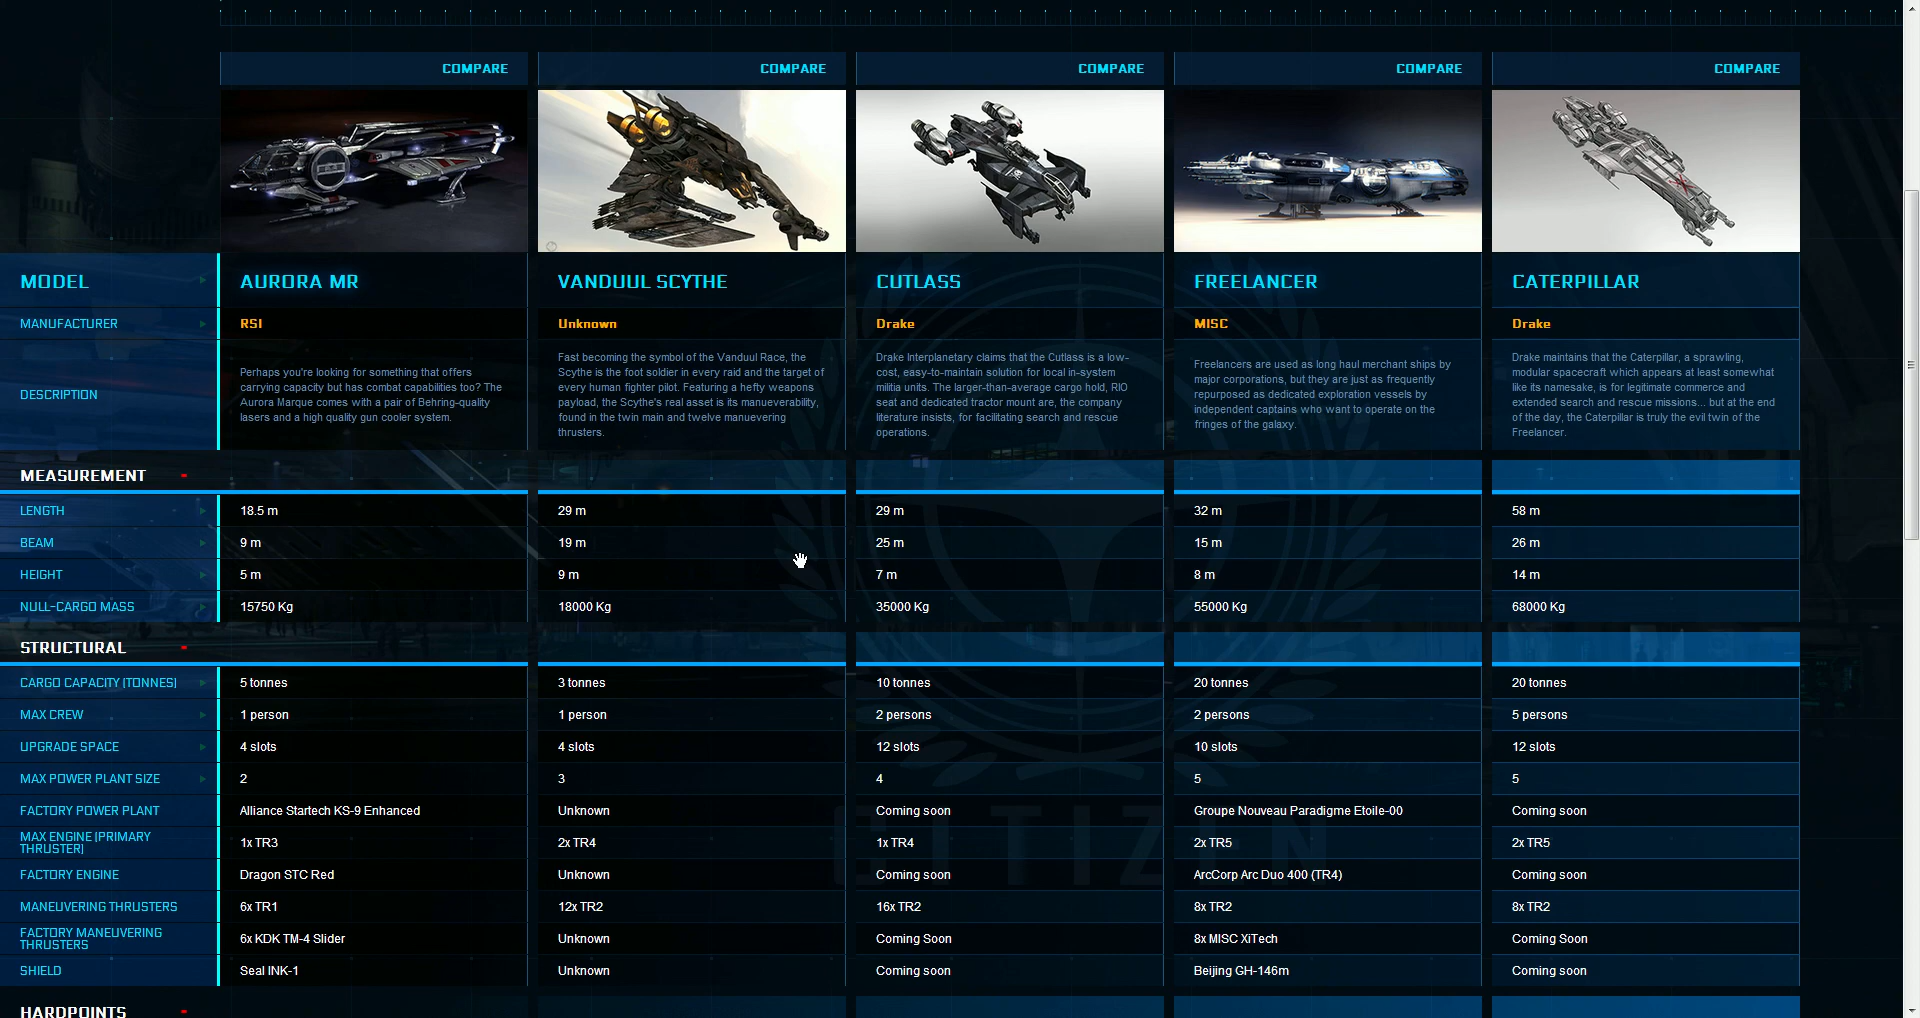 COMPARE COMPARE COMPARE COMPARE COMPARE
MODEL AURORA MR VANDUUL SCYTHE CUTLASS FREELANCER CATERPILLAR
MANUFACTURER RSI Unknown Drake MISC Drake
DESCRIPTION
Perhaps you're looking for something that offers
carrying capacity but has combat capabilities too? The
Aurora Marque comes with a pair of Behring-quality
lasers and a high quality gun cooler system.
Fast becoming the symbol of the Vanduul Race, the
Scythe is the foot soldier in every raid and the target of
every human fighter pilot. Featuring a hefty weapons
payload, the Scythe's real asset is its manueverability,
found in the twin main and twelve manuevering
thrusters.
Drake Interplanetary claims that the Cutlass is a low-
cost, easy-to-maintain solution for local in-system
militia units. The larger-than-average cargo hold, RIO
seat and dedicated tractor mount are, the company
literature insists, for facilitating search and rescue
operations.
Freelancers are used as long haul merchant ships by
major corporations, but they are just as frequently
repurposed as dedicated exploration vessels by
independent captains who want to operate on the
fringes of the galaxy.
Drake maintains that the Caterpillar, a sprawling,
modular spacecraft which appears at least somewhat
like its namesake, is for legitimate commerce and
extended search and rescue missions... but at the end
of the day, the Caterpillar is truly the evil twin of the
Freelancer.
MEASUREMENT
LENGTH 18.5 m 29 m 29 m 32 m 58 m
BEAM 9 m 19 m 25 m 15 m 26 m
HEIGHT 5 m 9 m 7 m 8 m 14 m
NULL-CARGO MASS 15750 Kg 18000 Kg 35000 Kg 55000 Kg 68000 Kg
STRUCTURAL
CARGO CAPACITY (TONNES) 5 tonnes 3 tonnes 10 tonnes 20 tonnes 20 tonnes
MAX CREW 1 person 1 person 2 persons 2 persons 5 persons
UPGRADE SPACE 4 slots 4 slots 12 slots 10 slots 12 slots
MAX POWER PLANT SIZE 2 3 4 5 5
FACTORY POWER PLANT Alliance Startech KS-9 Enhanced Unknown Coming soon Groupe Nouveau Paradigme Etoile-00 Coming soon
MAX ENGINE (PRIMARY
THRUSTER) 1x TR3 2x TR4 1x TR4 2x TR5 2x TR5
FACTORY ENGINE Dragon STC Red Unknown Coming soon ArcCorp Arc Duo 400 (TR4) Coming soon
MANEUVERING THRUSTERS 6x TR1 12x TR2 16x TR2 8x TR2 8x TR2
FACTORY MANEUVERING
THRUSTERS 6x KDK TM-4 Slider Unknown Coming Soon 8x MISC XiTech Coming Soon
SHIELD Seal INK-1 Unknown Coming soon Beijing GH-146m Coming soon
CITIZEN
HARDPOINTS